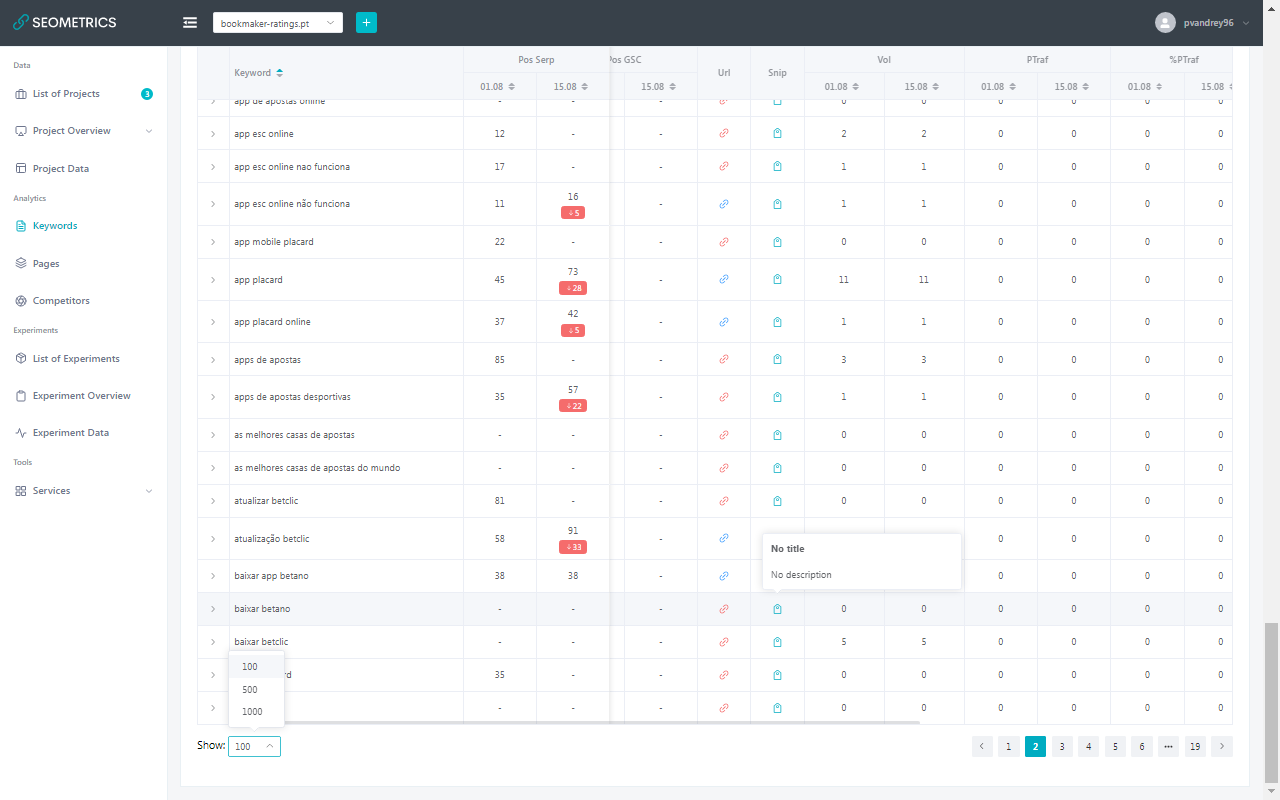 SEOMETRICS bookmaker-ratings.pt + pvandrey96
Data
List of Projects 3
Project Overview
Project Data
Analytics
Keywords
Pages
Competitors
Experiments
List of Experiments
Experiment Overview
Experiment Data
Tools
Services
Keyword Pos Serp Pos GSC Url Snip Vol PTraf %PTraf
01.08 15.08 15.08 01.08 15.08 01.08 15.08 01.08 15.08
app de apostas online - - - 0 0 0 0 0 0
app esc online 12 - - 2 2 0 0 0 0
app esc online nao funciona 17 - - 1 1 0 0 0 0
app esc online não funciona 11 16 ↓5 - 1 1 0 0 0 0
app mobile placard 22 - - 0 0 0 0 0 0
app placard 45 73 ↓28 - 11 11 0 0 0 0
app placard online 37 42 ↓5 - 1 1 0 0 0 0
apps de apostas 85 - - 3 3 0 0 0 0
apps de apostas desportivas 35 57 ↓22 - 1 1 0 0 0 0
as melhores casas de apostas - - - 0 0 0 0 0 0
as melhores casas de apostas do mundo - - - 0 0 0 0 0 0
atualizar betclic 81 - - 0 0 0 0 0 0
atualização betclic 58 91 ↓33 - 0 0 0
No title
No description
baixar app betano 38 38 - 0 0 0
baixar betano - - - 0 0 0 0 0 0
baixar betclic - - - 5 5 0 0 0 0
35 - - 0 0 0 0 0 0
- - - 0 0 0 0 0 0
100
500
1000
Show: 100
1 2 3 4 5 6 ••• 19